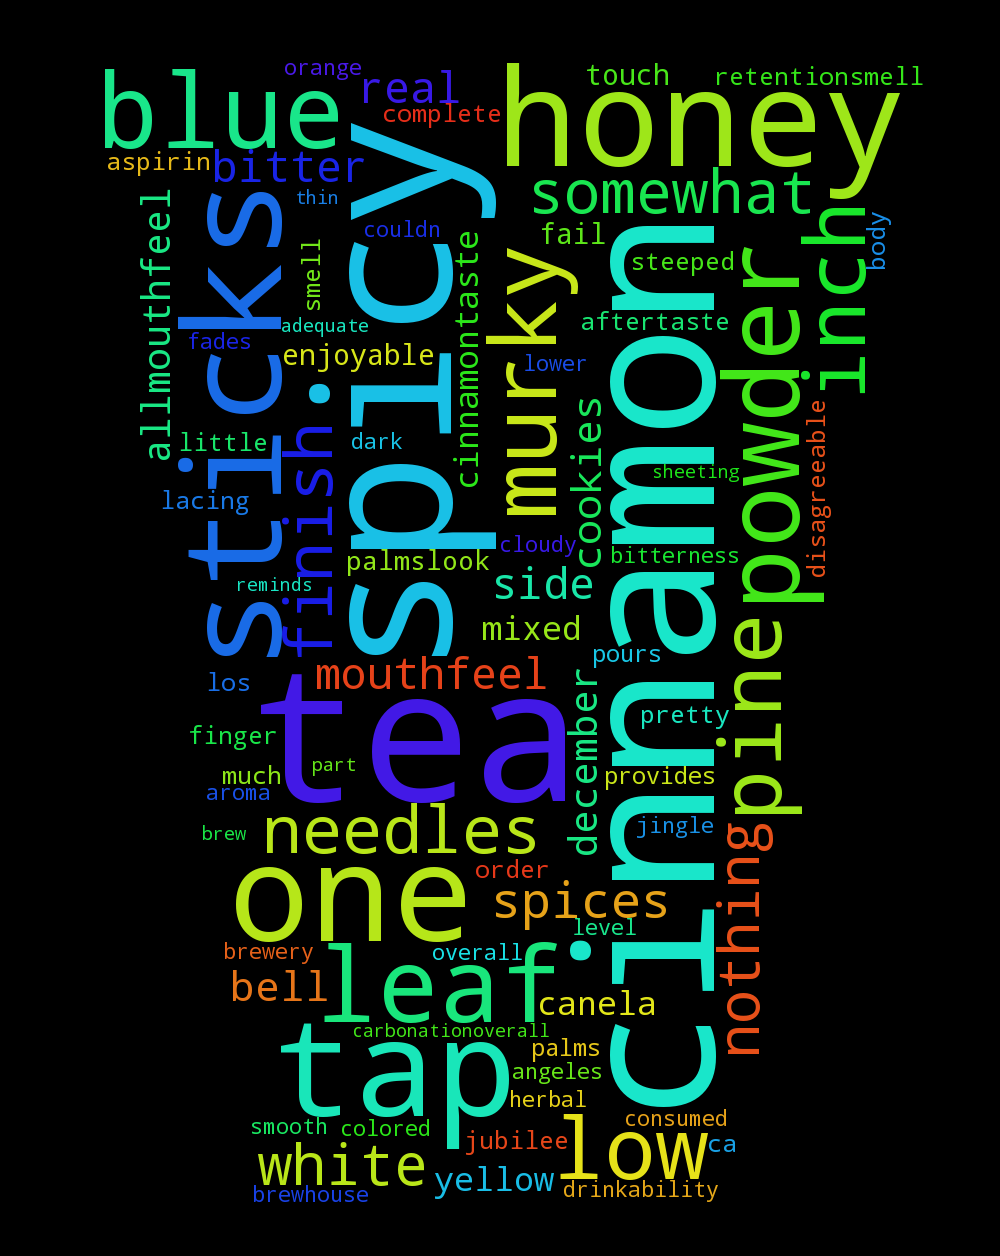 orange
blue
real
touch
retentionsmell
honey
complete
aspirin
bitter
thin
spicy
somewhat
sticks
allmouthfeel
couldn
fail
inch
body
smell
cinnamontaste
murky
steeped
cinnamon
powder
adequate
aftertaste
fades
enjoyable
lower
little
dark
finish
cookies
disagreeable
sheeting
lacing
cloudy
bitterness
palmslook
reminds
side
mixed
pine
pours
mouthfeel
los
tea
december
pretty
finger
part
much
provides
aroma
brew
needles
jingle
nothing
one
order
spices
level
brewery
overall
bell
leaf
canela
carbonationoverall
tap
palms
angeles
herbal
smooth
colored
consumed
jubilee
low
ca
white
yellow
brewhouse
drinkability